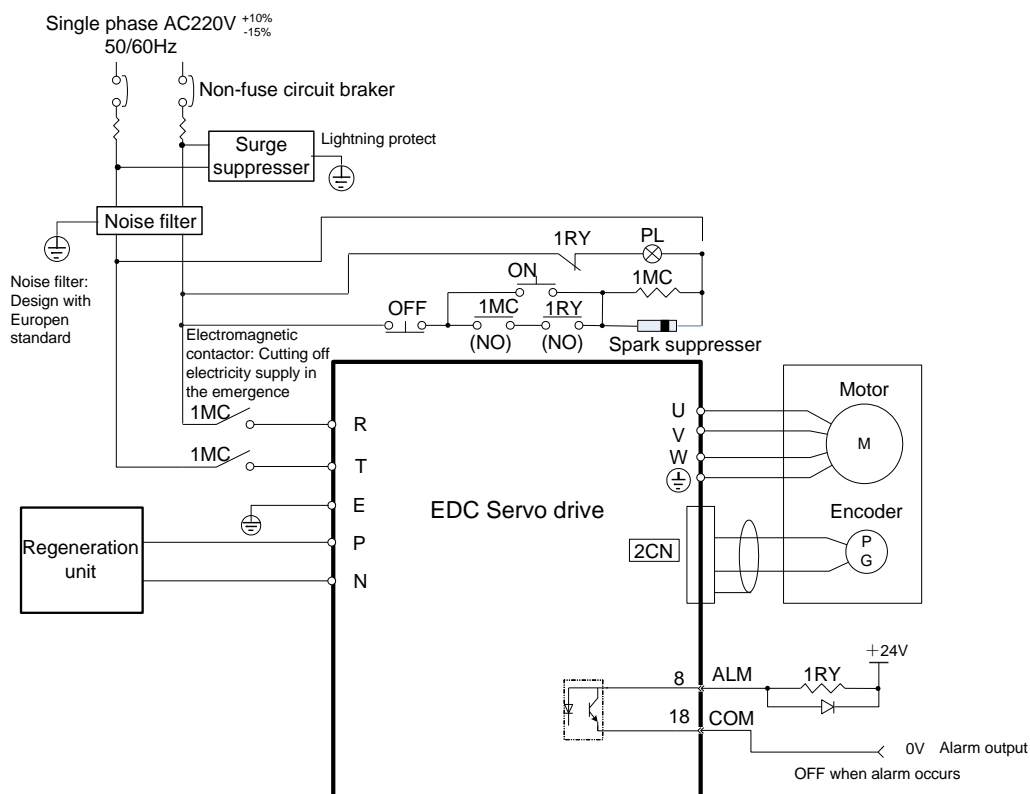 Single phase AC220V +10% -15%
50/60Hz
Non-fuse circuit braker
Surge
suppresser
Lightning protect
Noise filter
Noise filter:
Design with
Europen
standard
1RY
PL
ON
1MC
OFF
1MC
1RY
(NO)
(NO)
Spark suppresser
Electromagnetic
contactor: Cutting off
electricity supply in
the emergence
1MC
R
1MC
T
E
P
N
Regeneration
unit
EDC Servo drive
U
V
W
2CN
Motor
M
Encoder
P
G
+24V
8
ALM
1RY
18
COM
0V
Alarm output
OFF when alarm occurs